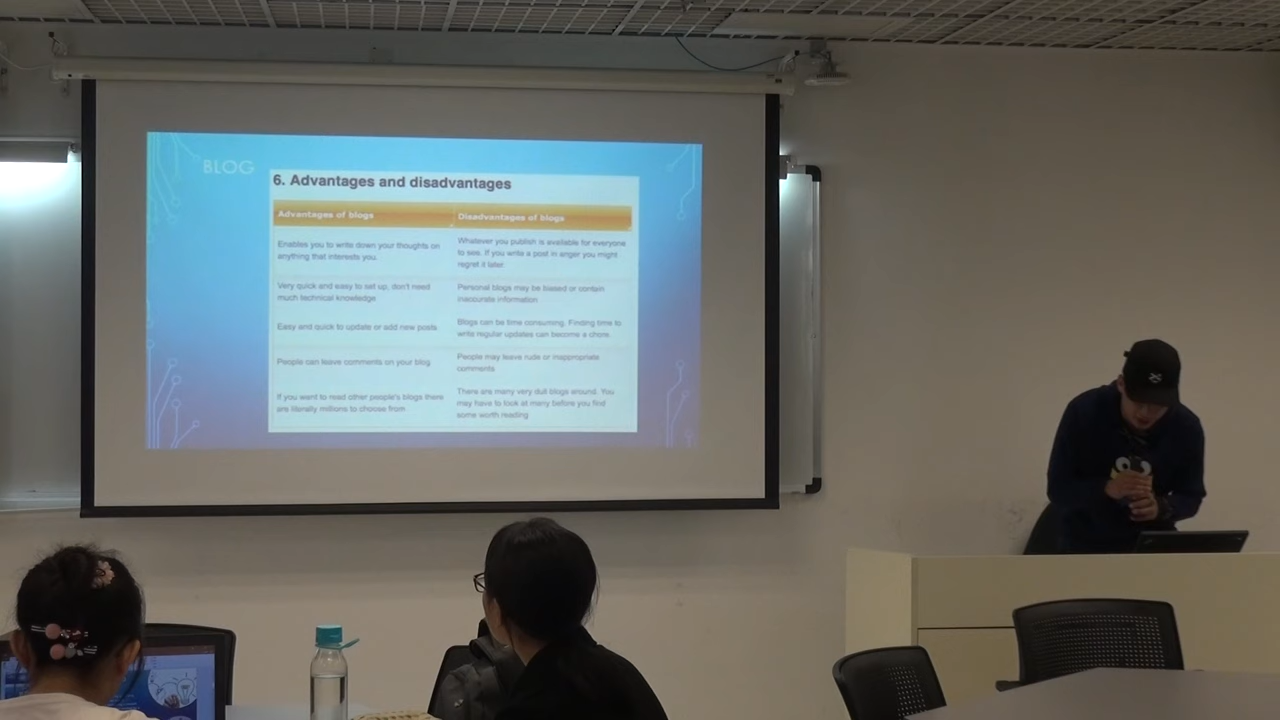 BLOG
6. Advantages and disadvantages
Advantages of blogs
Disadvantages of blogs
Enables you to write down your thoughts on
anything that interests you.
Whatever you publish is available for everyone
to see. If you write a post in anger you might
regret it later
Very quick and easy to set up, don't need
much technical knowledge
Personal blogs may be biased or contain
inaccurate information
Easy and quick to update or add new posts
Blogs can be time consuming. Finding time to
write regular updates can become a chore.
People can leave comments on your blog
People may leave rude or inappropriate
comments
If you want to read other people's blogs there
are literally millions to choose from
There are many very dull blogs around. You
may have to look at many before you find
some worth reading